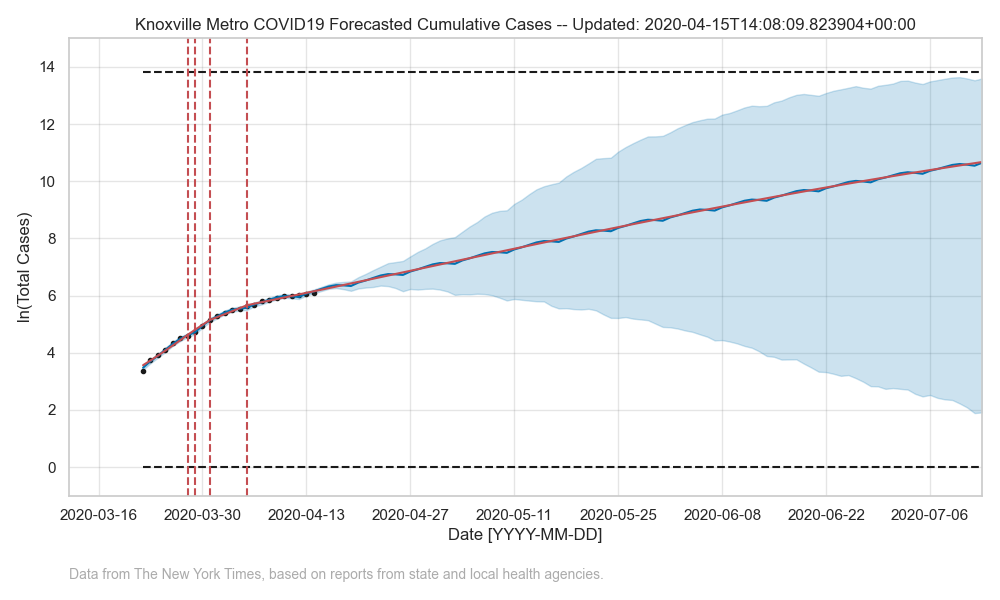 Knoxville Metro COVID19 Forecasted Cumulative Cases -- Updated: 2020-04-15T14:08:09.823904+00:00
ln(Total Cases)
14
12
10
8
6
4
2
0
2020-03-16 2020-03-30 2020-04-13 2020-04-27 2020-05-11 2020-05-25 2020-06-08 2020-06-22 2020-07-06
Date [YYYY-MM-DD]
Data from The New York Times, based on reports from state and local health agencies.